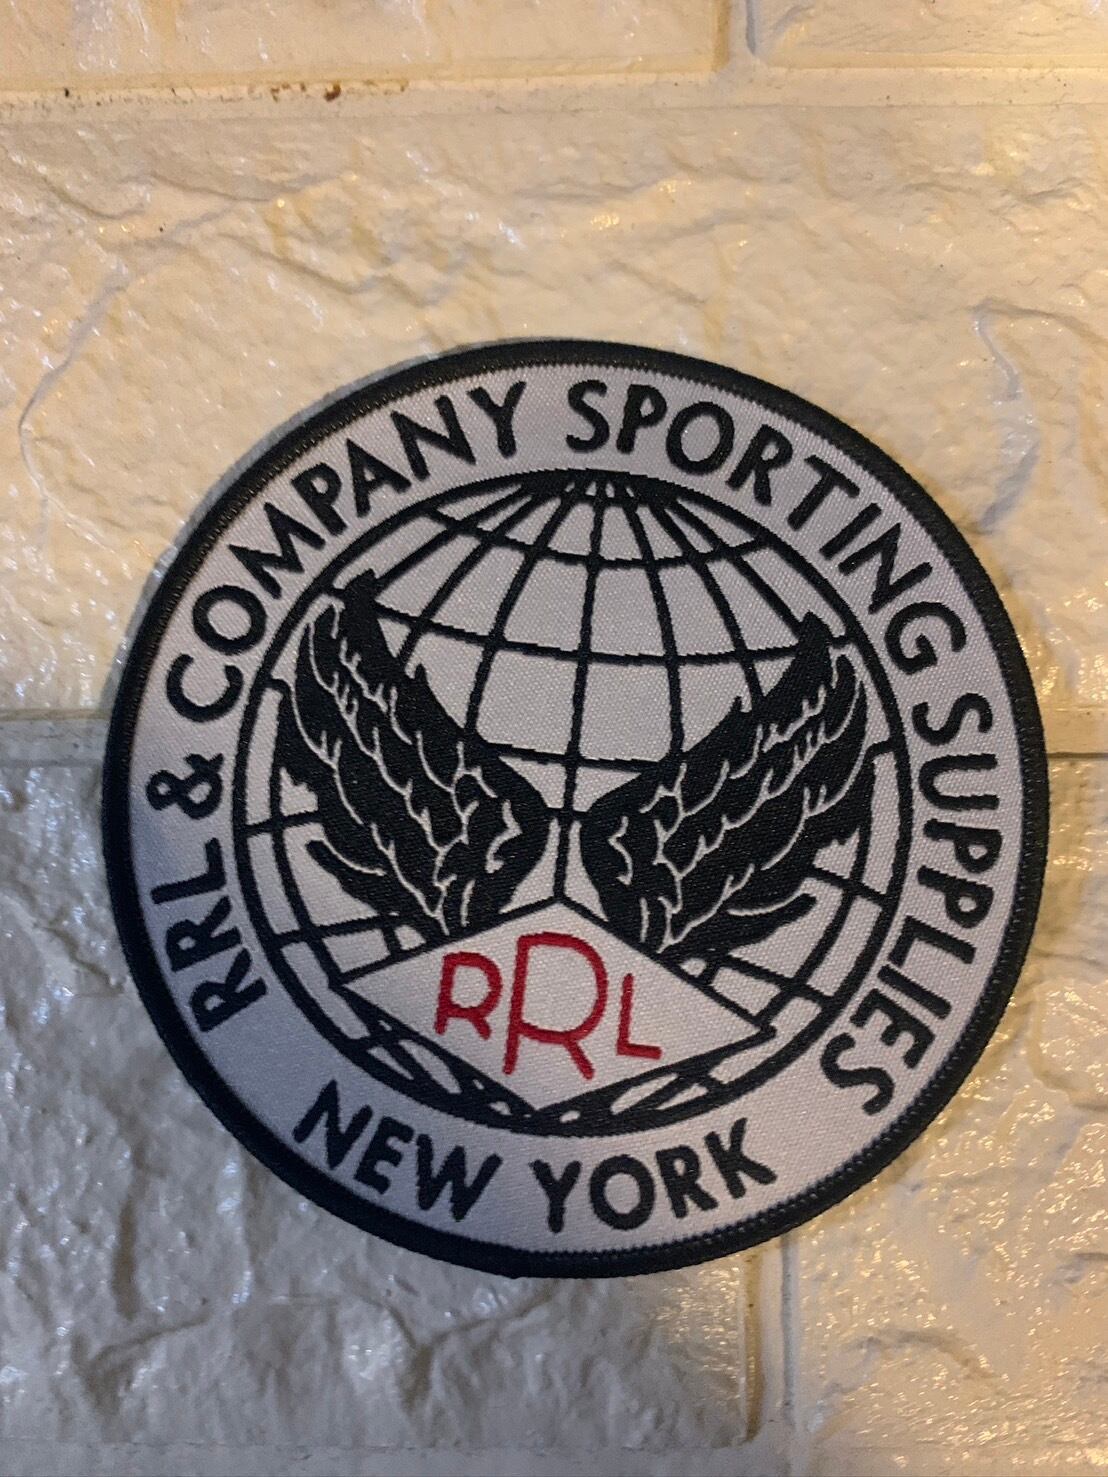 RRL & COMPANY SPORTING SUPPLIES
RRL
NEW YORK